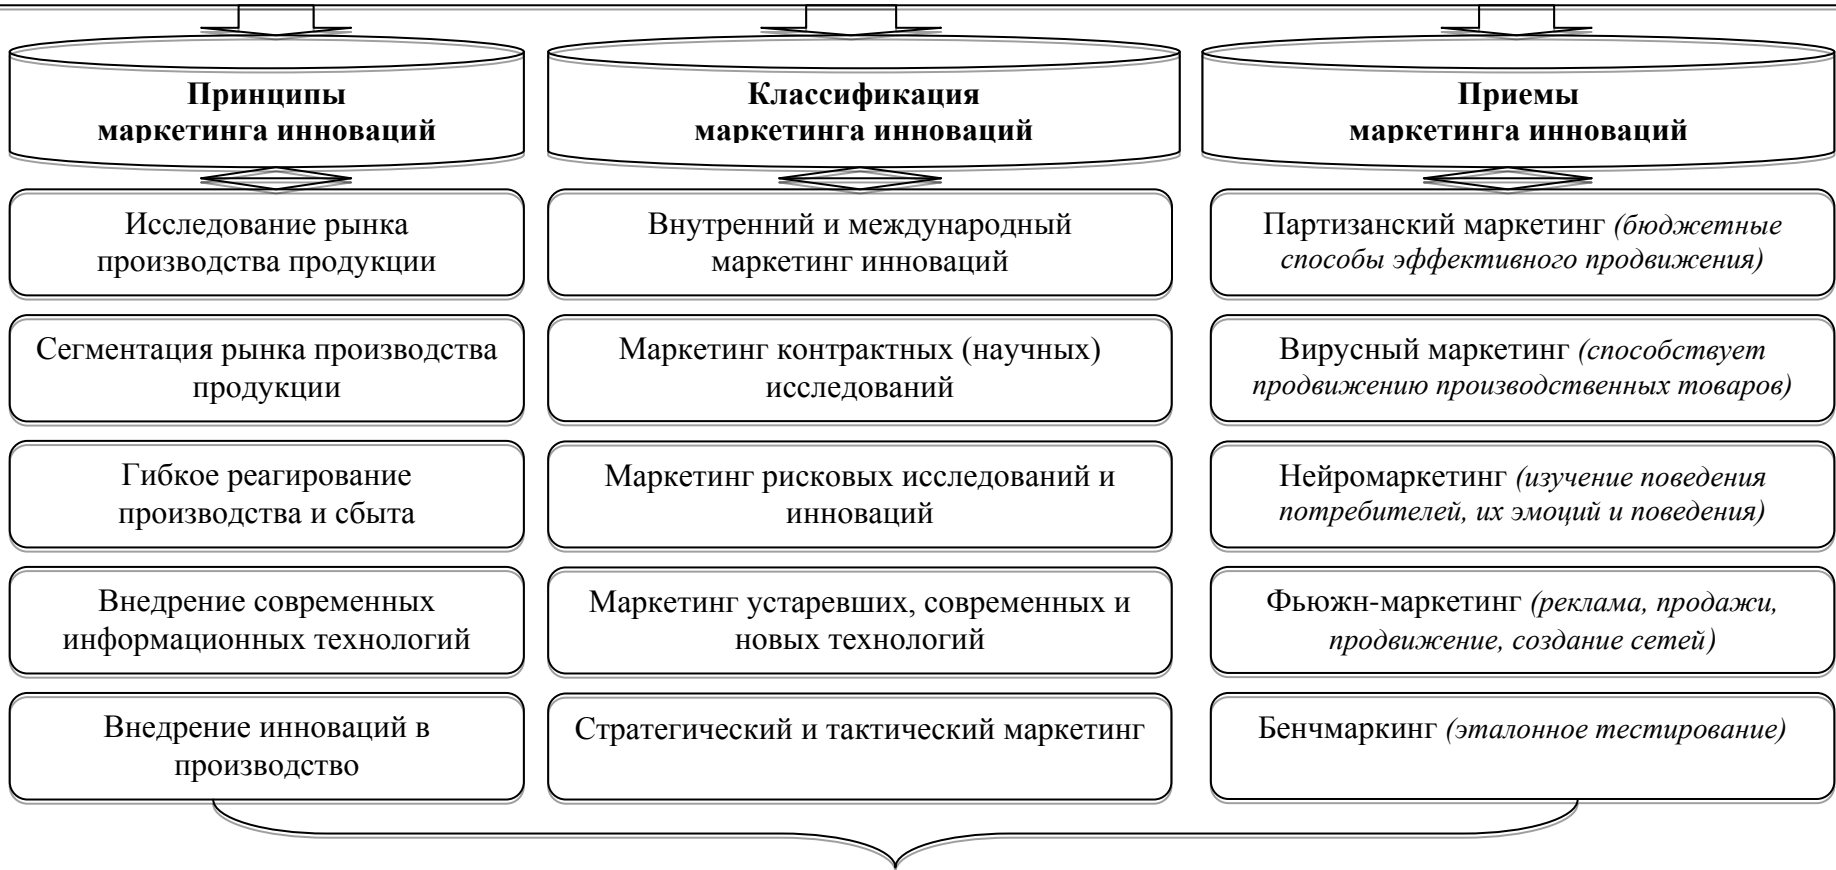 Принципы
маркетинга инноваций
Исследование рынка
производства продукции
Сегментация рынка производства
продукции
Гибкое реагирование
производства и сбыта
Внедрение современных
информационных технологий
Внедрение инноваций в
производство
Классификация
маркетинга инноваций
Внутренний и международный
маркетинг инноваций
Маркетинг контрактных (научных)
исследований
Маркетинг рисковых исследований и
инноваций
Маркетинг устаревших, современных и
новых технологий
Стратегический и тактический маркетинг
Приемы
маркетинга инноваций
Партизанский маркетинг (бюджетные
способы эффективного продвижения)
Вирусный маркетинг (способствует
продвижению производственных товаров)
Нейромаркетинг (изучение поведения
потребителей, их эмоций и поведения)
Фьюжн-маркетинг (реклама, продажи,
продвижение, создание сетей)
Бенчмаркинг (эталонное тестирование)